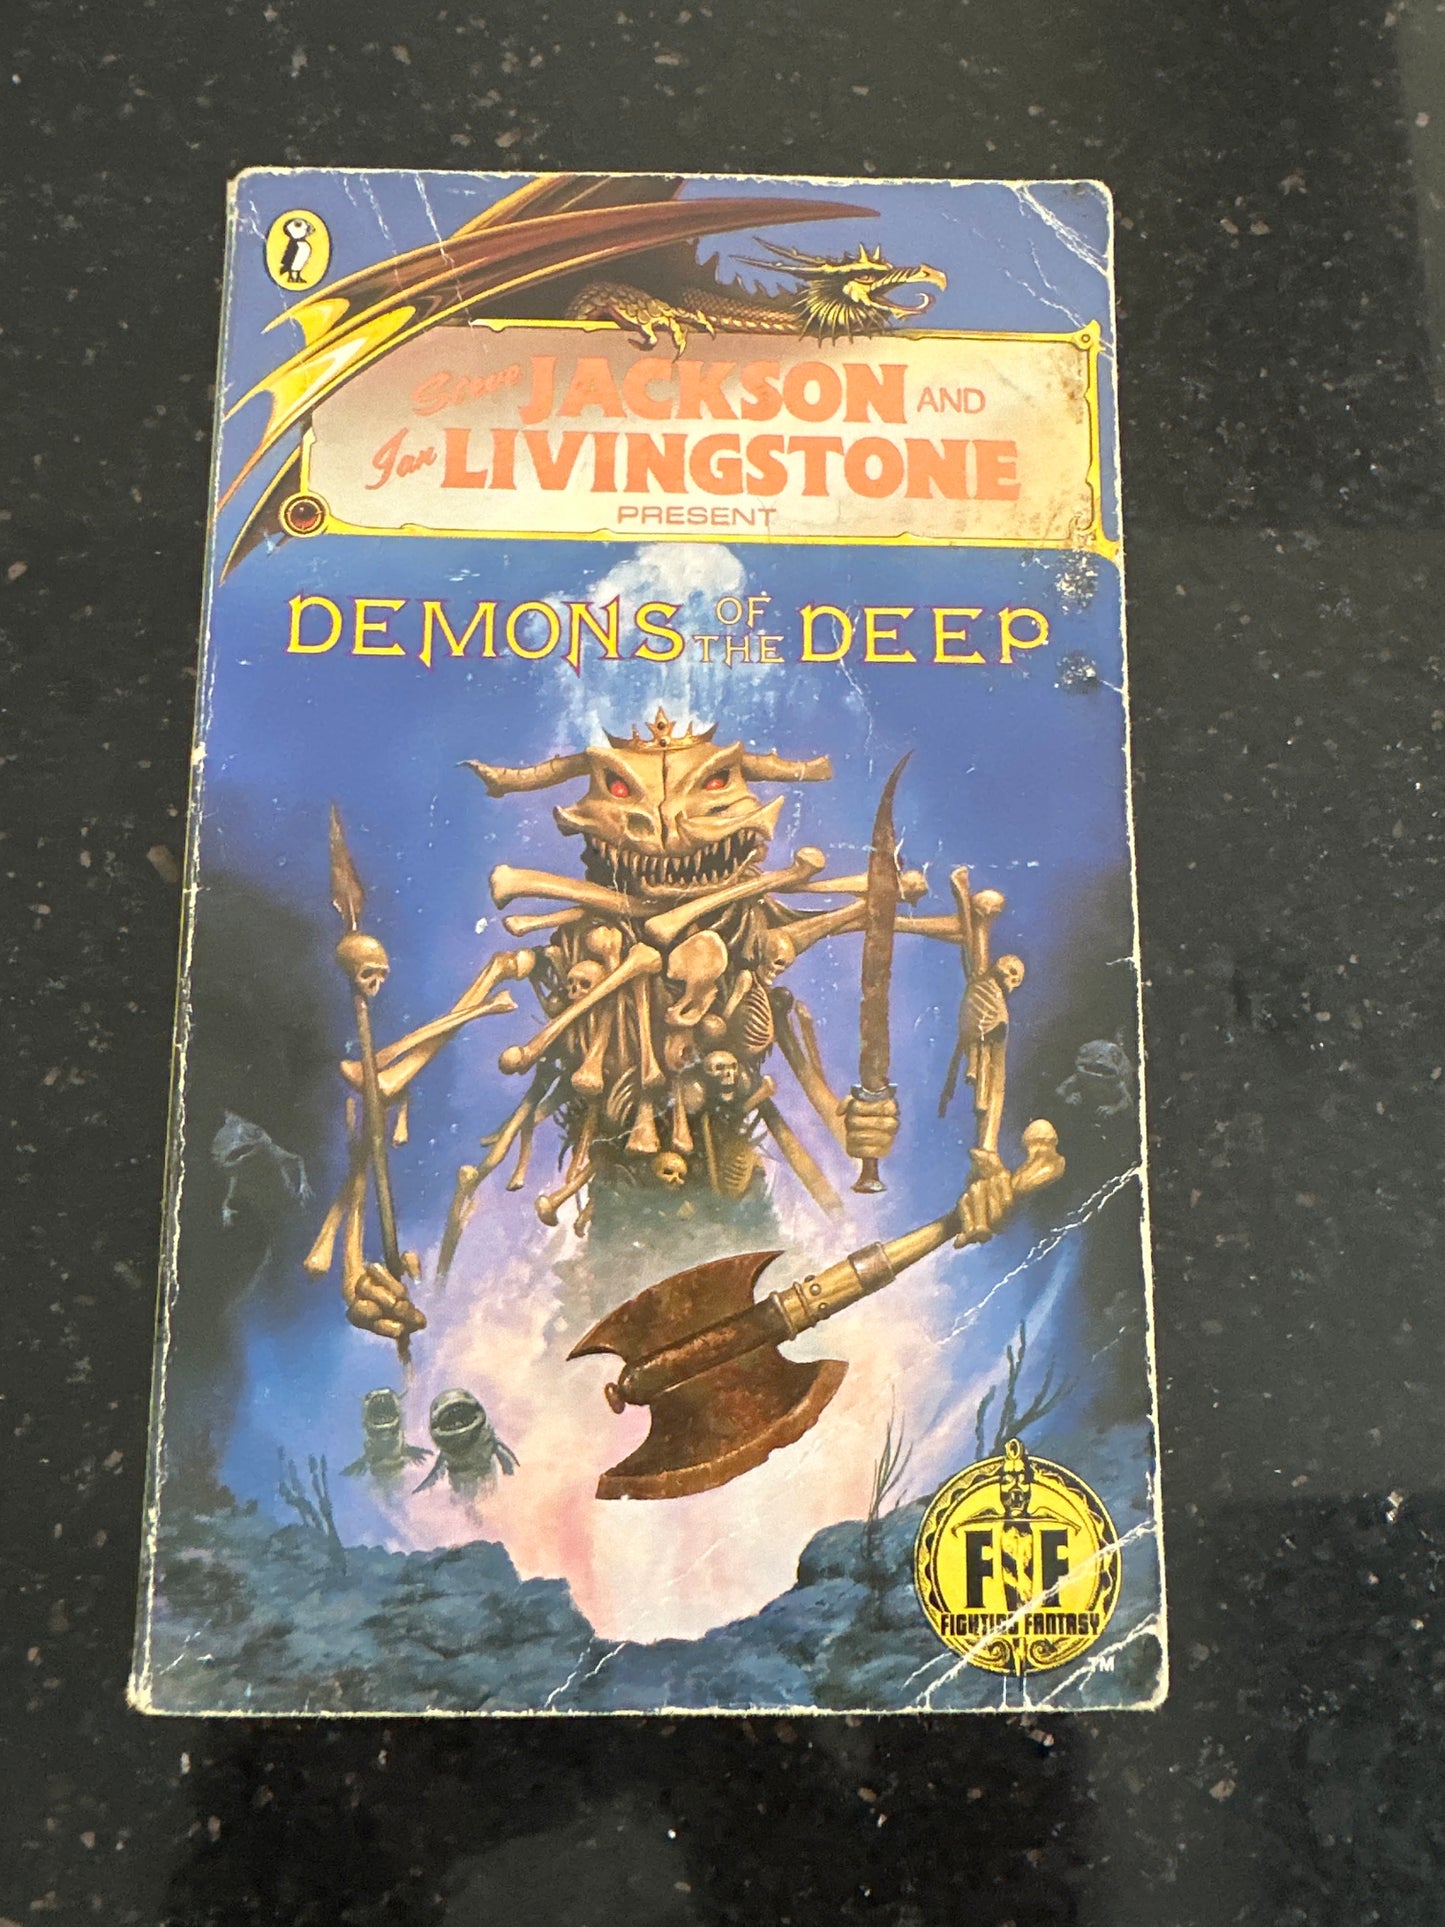 Steve JACKSON AND
Ian LIVINGSTONE
PRESENT
DEMONS OF THE DEEP
FF
FIGHTING FANTASY
TM